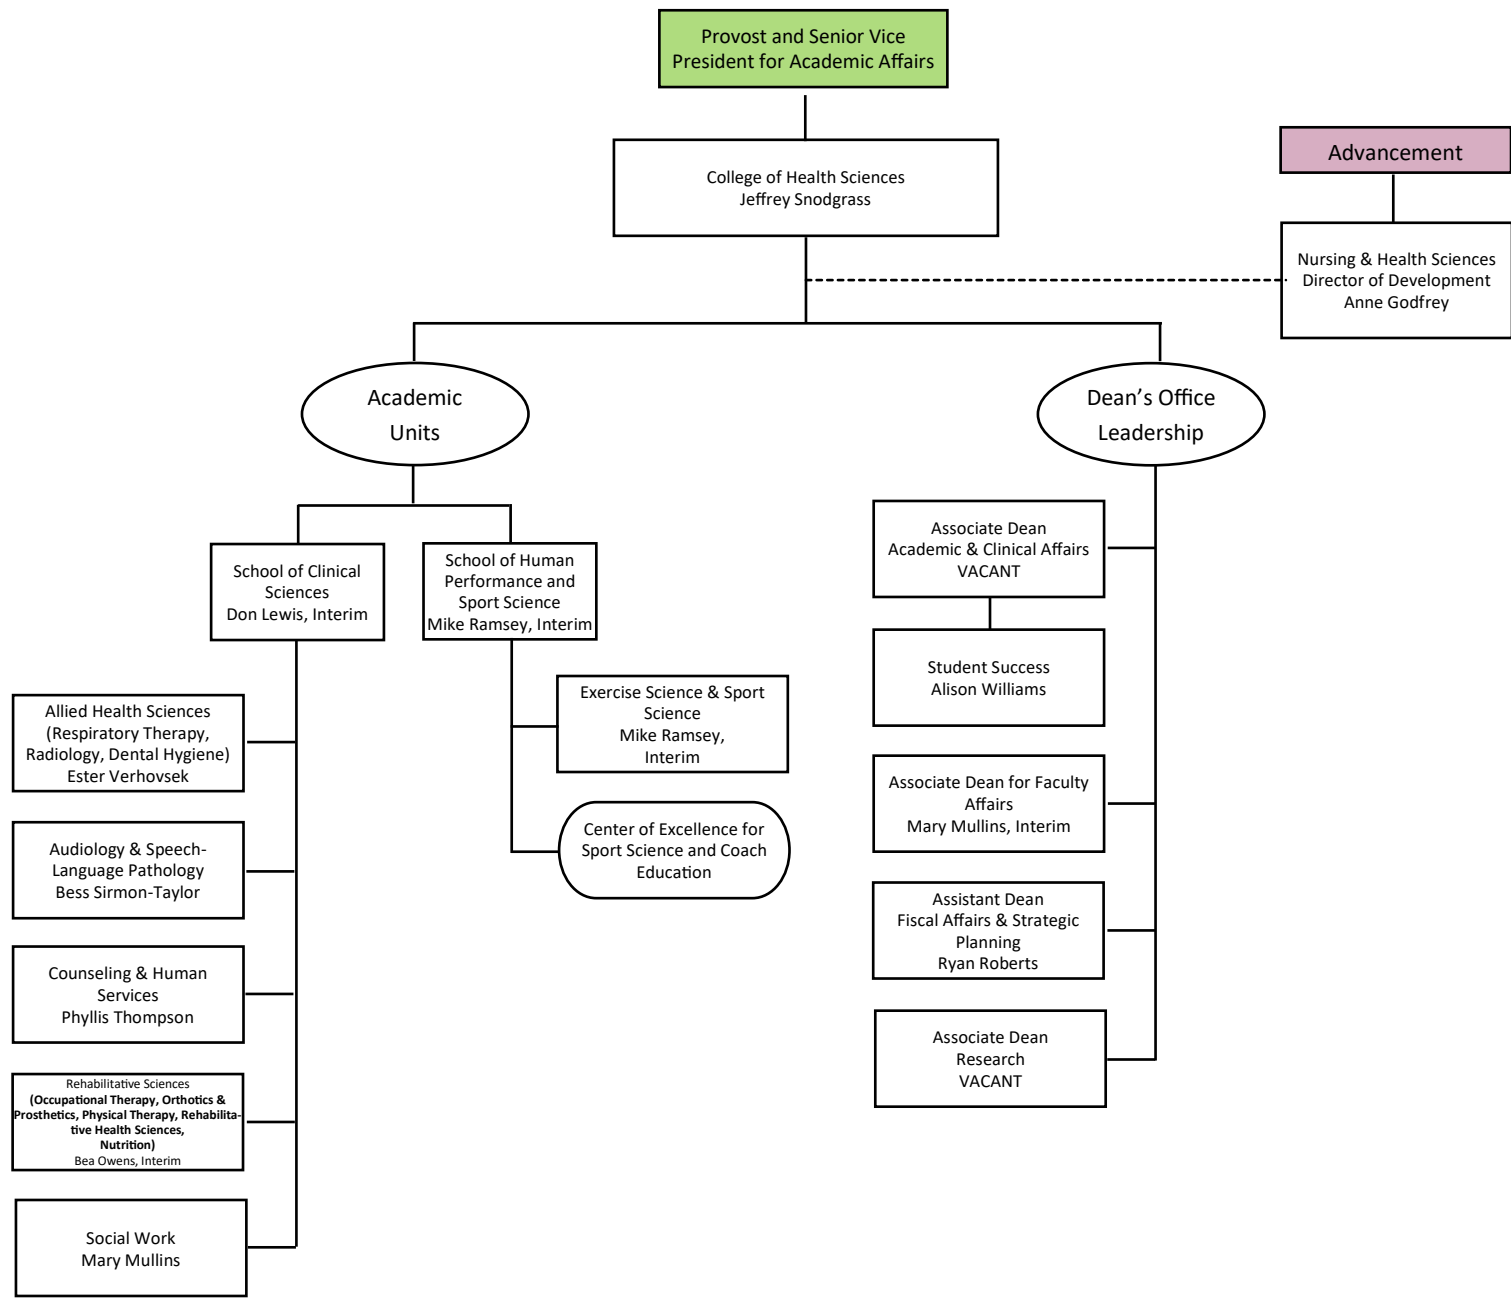 Provost and Senior Vice
President for Academic Affairs
College of Health Sciences
Jeffrey Snodgrass
Advancement
Nursing & Health Sciences
Director of Development
Anne Godfrey
Academic
Units
Dean’s Office
Leadership
School of Clinical
Sciences
Don Lewis, Interim
School of Human
Performance and
Sport Science
Mike Ramsey, Interim
Allied Health Sciences
(Respiratory Therapy,
Radiology, Dental Hygiene)
Ester Verhovsek
Audiology & Speech-
Language Pathology
Bess Sirmon-Taylor
Counseling & Human
Services
Phyllis Thompson
Rehabilitative Sciences
(Occupational Therapy, Orthotics &
Prosthetics, Physical Therapy, Rehabilita-
tive Health Sciences,
Nutrition)
Bea Owens, Interim
Social Work
Mary Mullins
Exercise Science & Sport
Science
Mike Ramsey,
Interim
Center of Excellence for
Sport Science and Coach
Education
Associate Dean
Academic & Clinical Affairs
VACANT
Student Success
Alison Williams
Associate Dean for Faculty
Affairs
Mary Mullins, Interim
Assistant Dean
Fiscal Affairs & Strategic
Planning
Ryan Roberts
Associate Dean
Research
VACANT